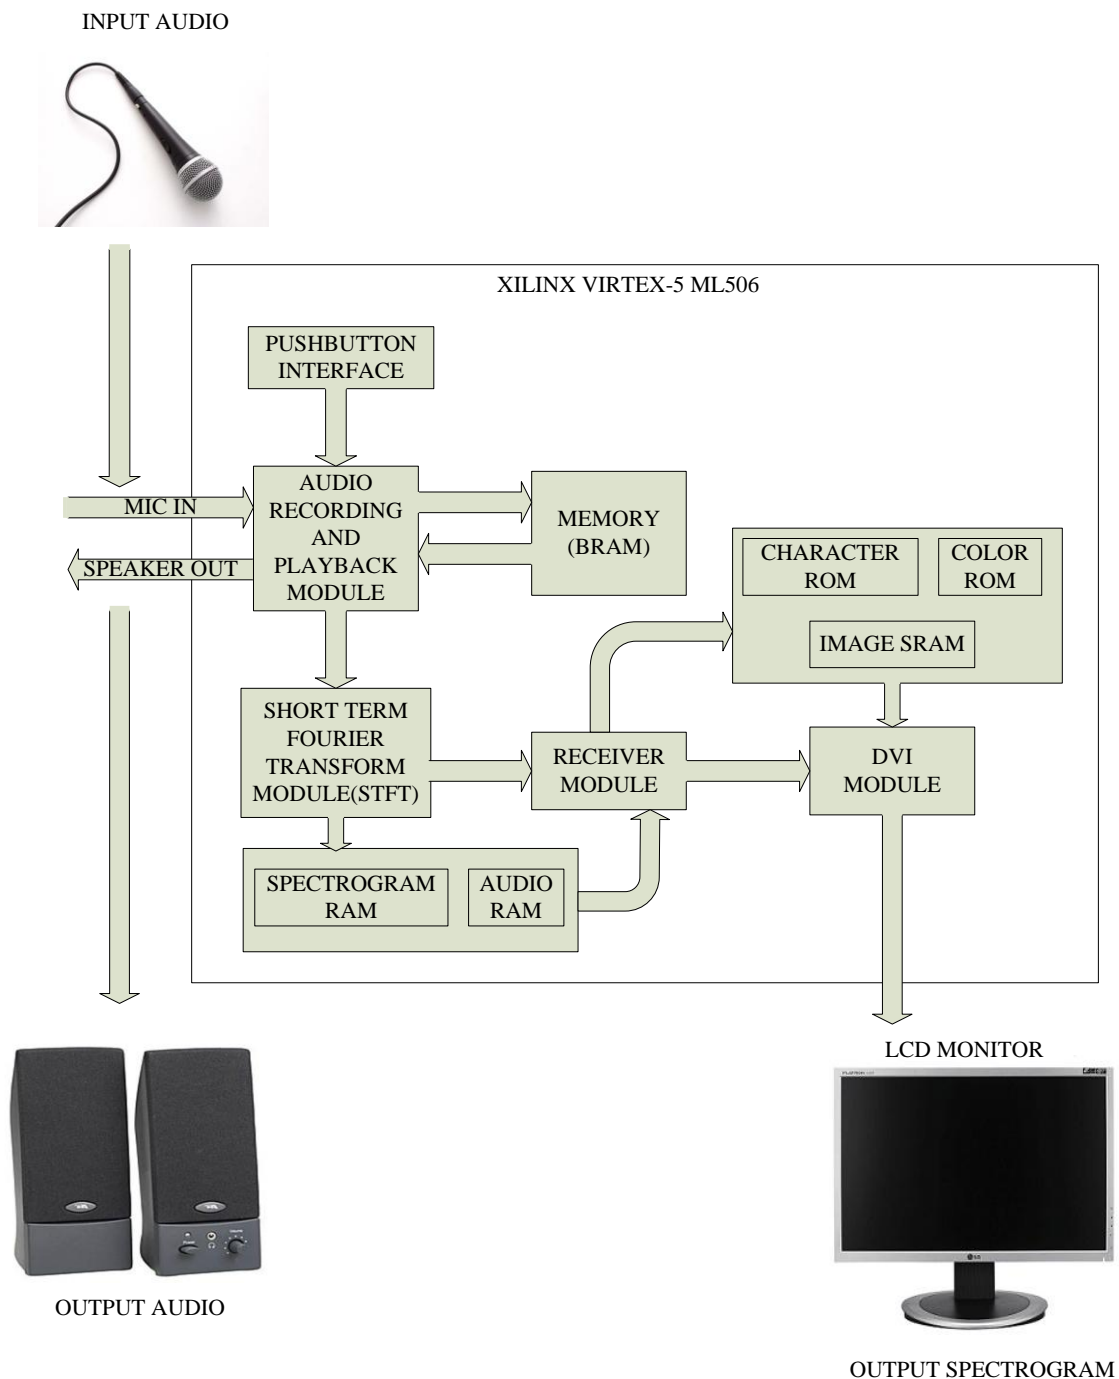 INPUT AUDIO
XILINX VIRTEX-5 ML506
PUSHBUTTON
INTERFACE
AUDIO
RECORDING
AND
PLAYBACK
MODULE
MIC IN
SPEAKER OUT
MEMORY
(BRAM)
CHARACTER
ROM
COLOR
ROM
IMAGE SRAM
SHORT TERM
FOURIER
TRANSFORM
MODULE(STFT)
RECEIVER
MODULE
DVI
MODULE
SPECTROGRAM
RAM
AUDIO
RAM
LCD MONITOR
LG
OUTPUT AUDIO
OUTPUT SPECTROGRAM